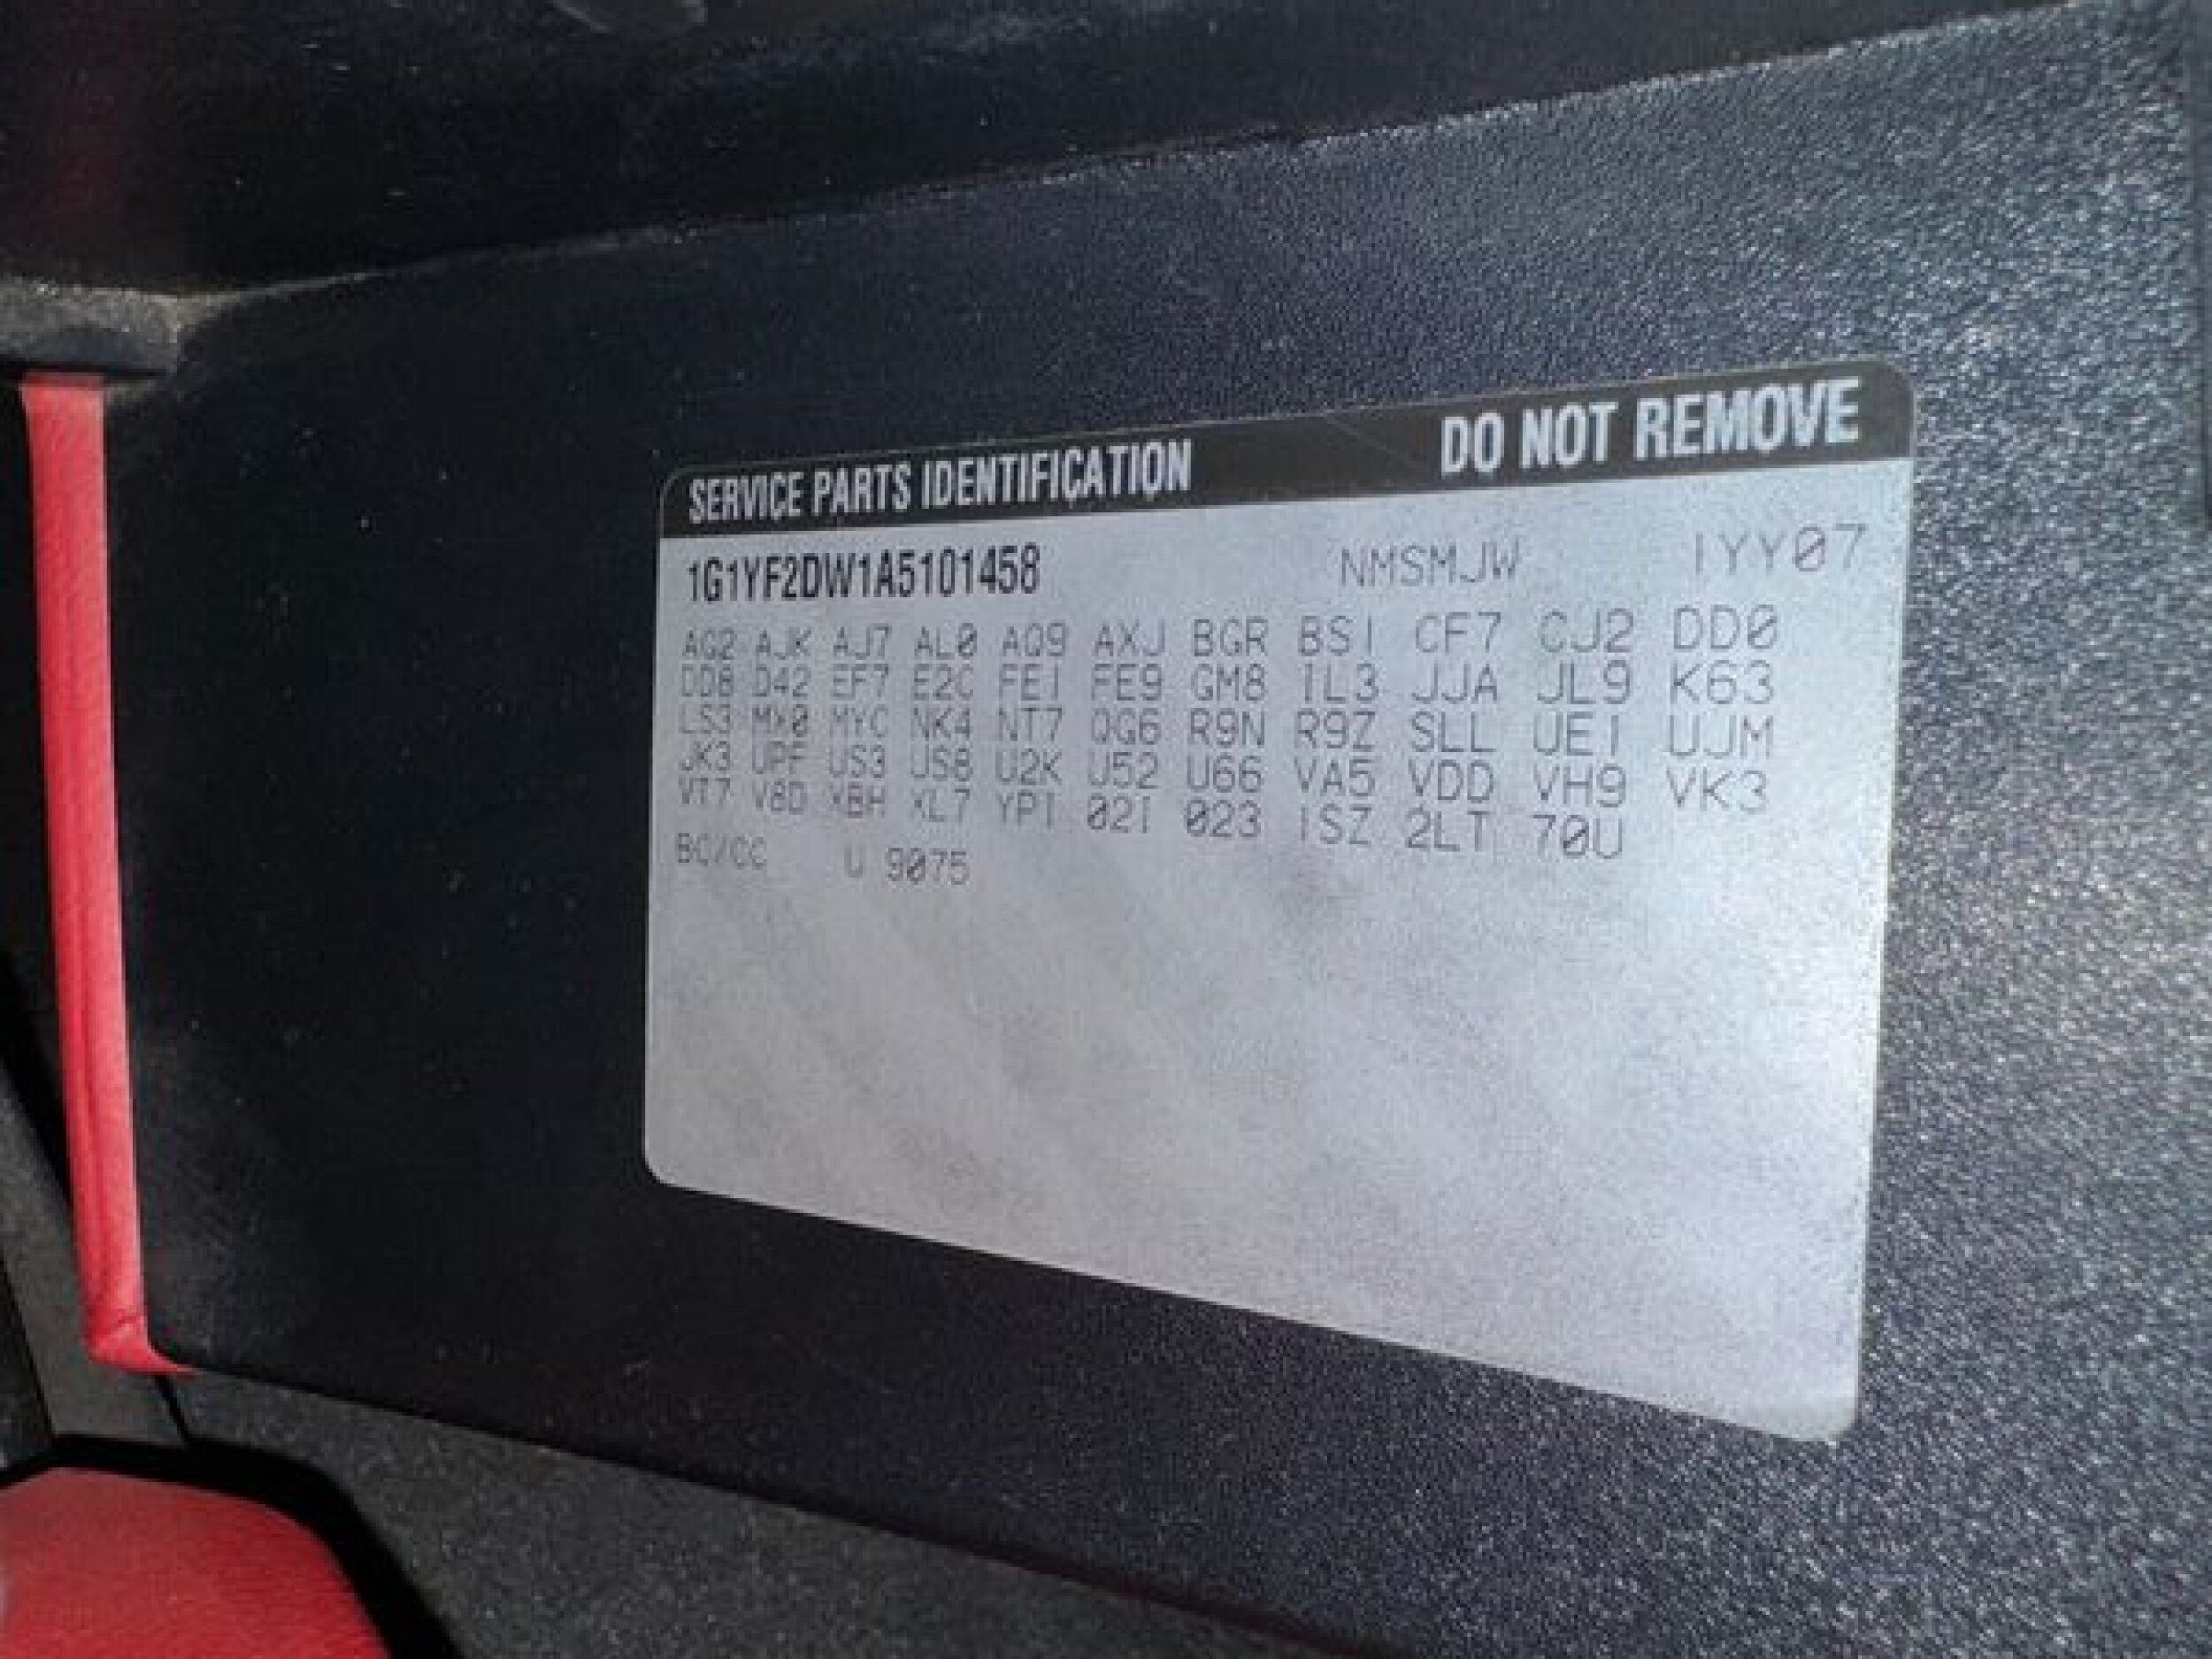 SERVICE PARTS IDENTIFICATION DO NOT REMOVE
1G1YF2DW1A5101458 NMSMJW 1YY07
AG2 AJK AJ7 AL0 AQ9 AXJ BGR BS1 CF7 CJ2 DD0
DD8 D42 EF7 E2C FE1 FE9 GM8 IL3 JJA JL9 K63
LS3 MX0 MYC NK4 NT7 QG6 R9N R9Z SLL UE1 UJM
JK3 UPF US3 US8 U2K U52 U66 VA5 VDD VH9 VK3
VT7 V8D XBH XL7 YP1 021 023 1SZ 2LT 70U
BC/CC U 9075